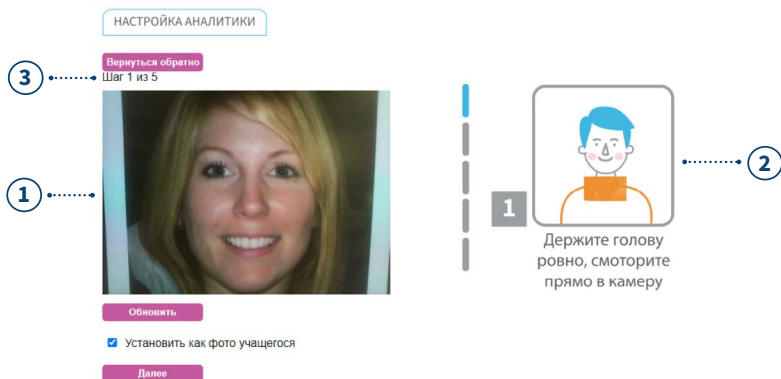 НАСТРОЙКА АНАЛИТИКИ
Вернуться обратно
3
Шаг 1 из 5
1
2
1
Держите голову
ровно, смоторите
прямо в камеру
Обновить
Установить как фото учащегося
Далее